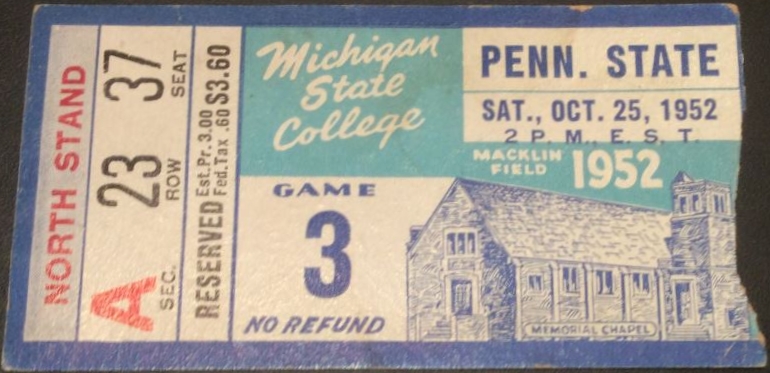 NORTH STAND
A SEC.
23 ROW
37 SEAT
RESERVED $3.60
Est.Pr. 3.00
Fed.Tax .60
Michigan
State
College
GAME
3
NO REFUND
PENN. STATE
SAT., OCT. 25, 1952
2 P.M., E.S.T.
MACKLIN
FIELD
1952
MEMORIAL CHAPEL